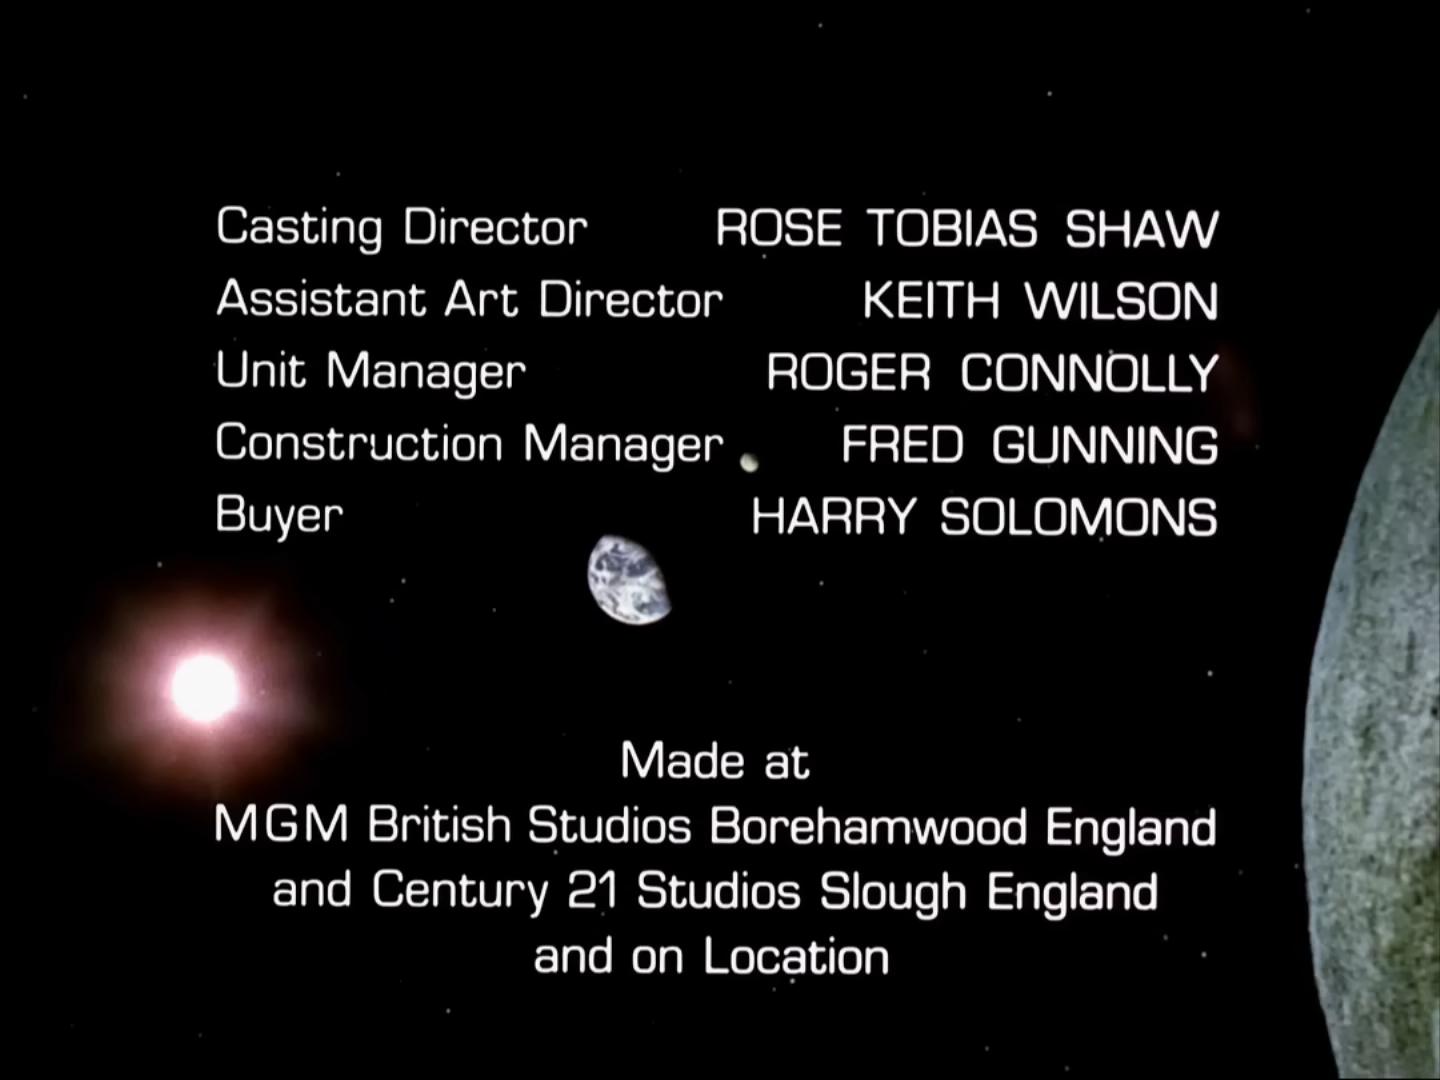 Casting Director ROSE TOBIAS SHAW
Assistant Art Director KEITH WILSON
Unit Manager ROGER CONNOLLY
Construction Manager FRED GUNNING
Buyer HARRY SOLOMONS
Made at
MGM British Studios Borehamwood England
and Century 21 Studios Slough England
and on Location